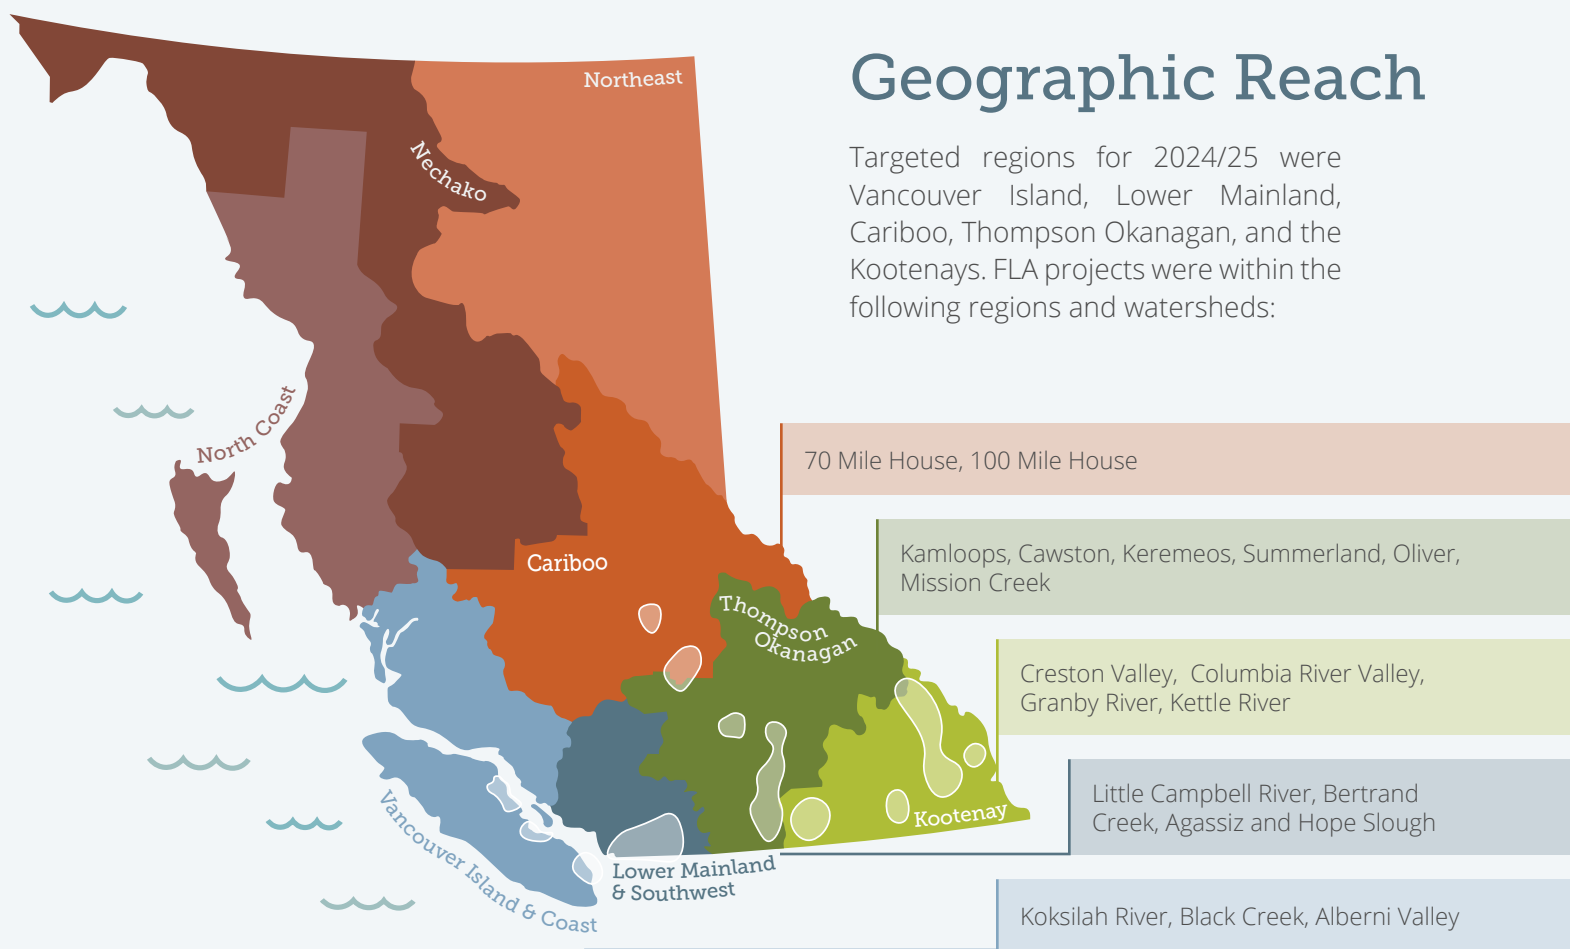 Geographic Reach
Targeted regions for 2024/25 were
Vancouver Island, Lower Mainland,
Cariboo, Thompson Okanagan, and the
Kootenays. FLA projects were within the
following regions and watersheds:
Northeast
Nechako
North Coast
Cariboo
Thompson
Okanagan
Kootenay
Lower Mainland
& Southwest
Vancouver Island & Coast
70 Mile House, 100 Mile House
Kamloops, Cawston, Keremeos, Summerland, Oliver,
Mission Creek
Creston Valley, Columbia River Valley,
Granby River, Kettle River
Little Campbell River, Bertrand
Creek, Agassiz and Hope Slough
Koksilah River, Black Creek, Alberni Valley